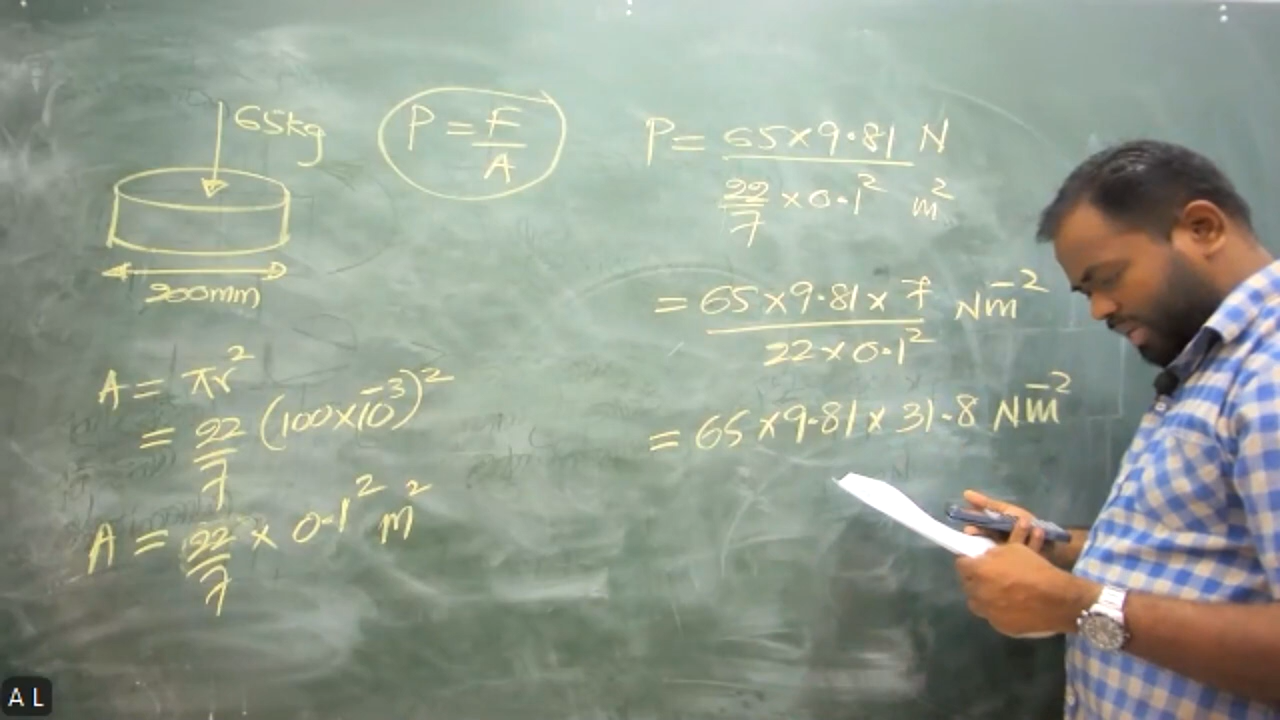 65kg
200mm
P = F/A
A = πr²
= 22/7 (100×10⁻³)²
A = 22/7 × 0.1² m²
P = 65×9.81 N
22/7 × 0.1² m²
= 65×9.81×7 Nm⁻²
22×0.1²
= 65×9.81×31.8 Nm⁻²
A L